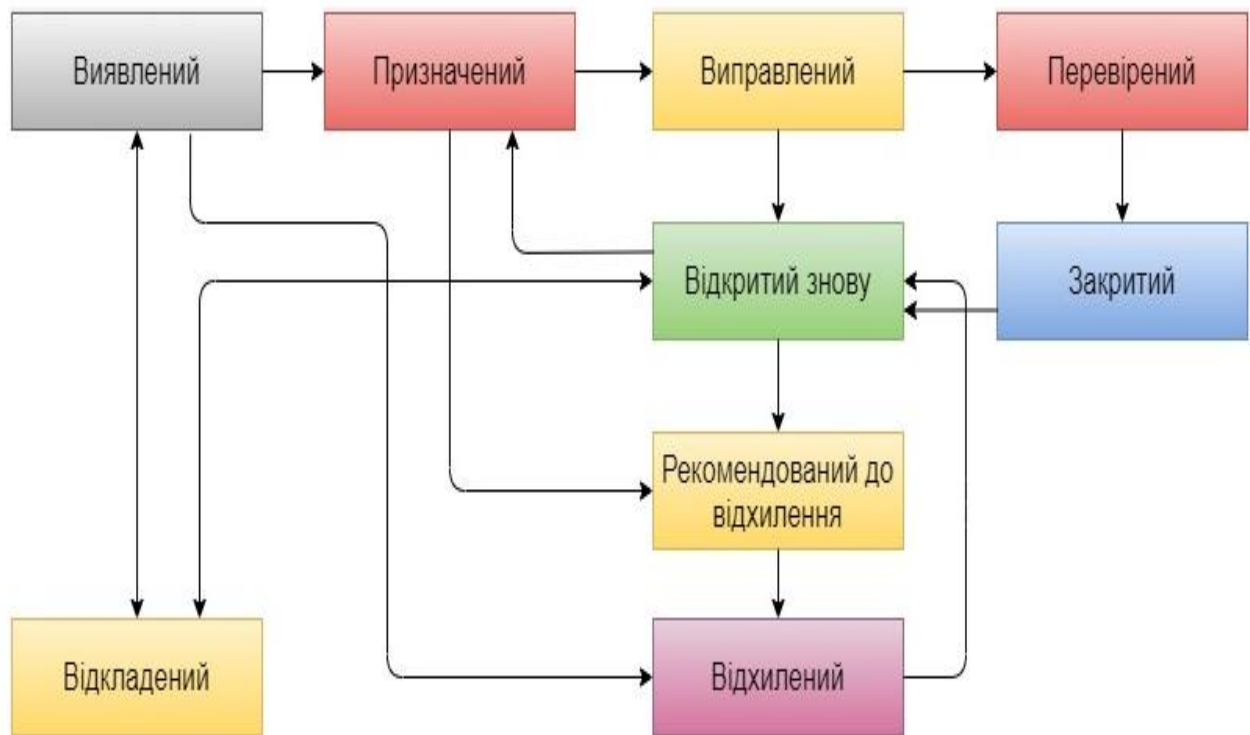 Виявлений
Призначений
Виправлений
Перевірений
Відкритий знову
Закритий
Рекомендований до
відхилення
Відкладений
Відхилений